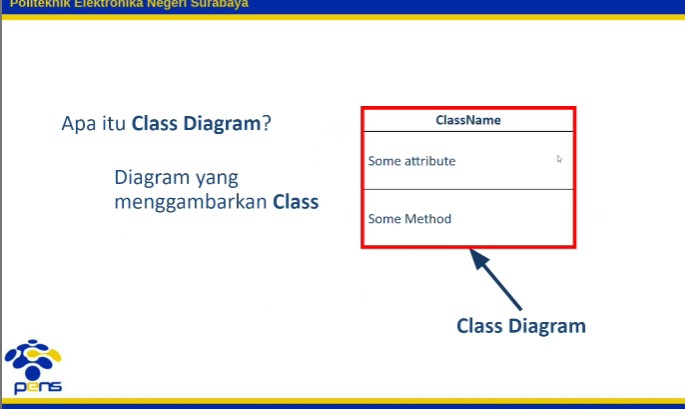 Politeknik Elektronika Negeri Surabaya
Apa itu Class Diagram?
Diagram yang
menggambarkan Class
ClassName
Some attribute
Some Method
Class Diagram
pens